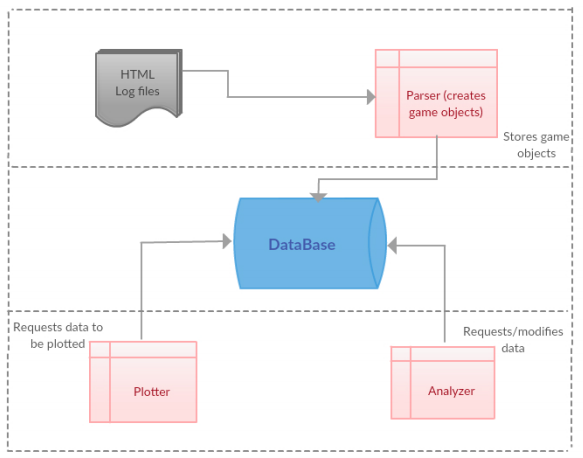 HTML
Log files
Parser (creates
game objects)
Stores game
objects
DataBase
Requests data to
be plotted
Requests/modifies
data
Plotter
Analyzer